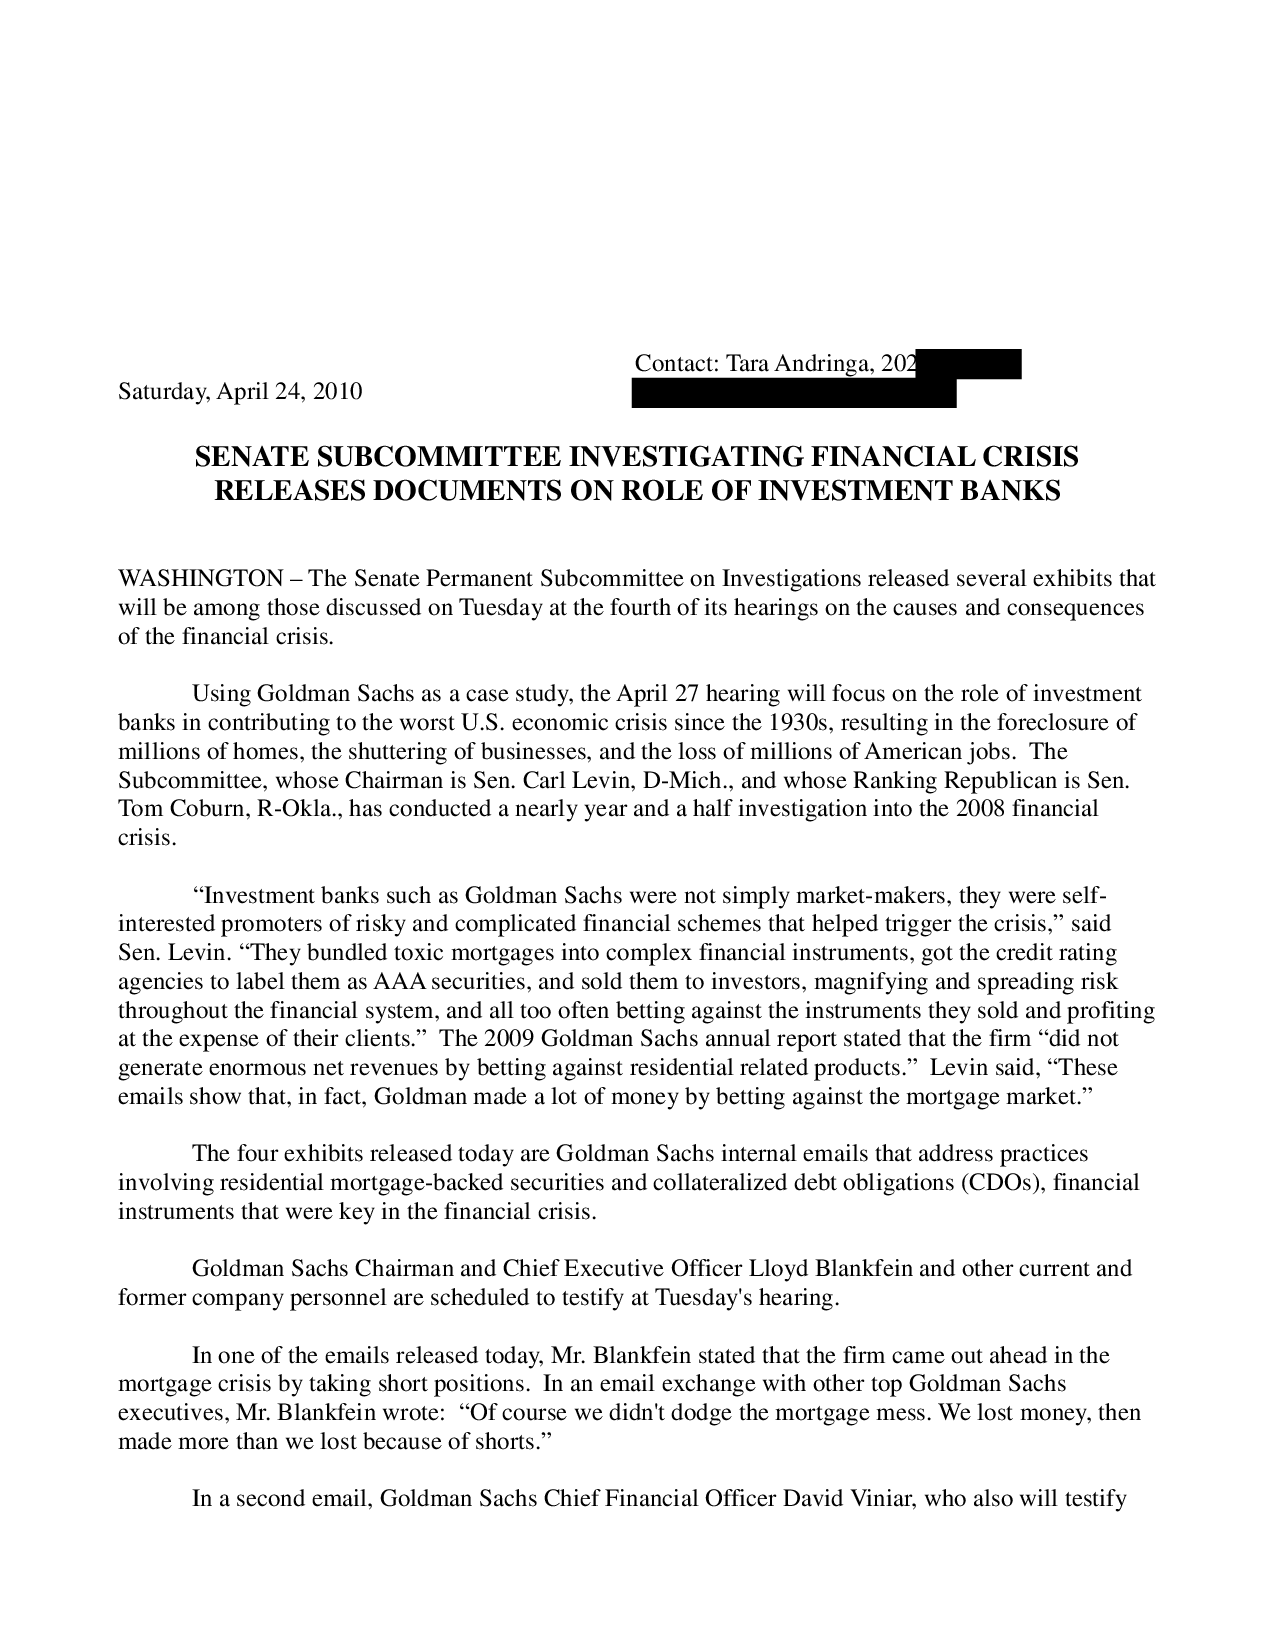 Contact: Tara Andringa, 202
Saturday, April 24, 2010
SENATE SUBCOMMITTEE INVESTIGATING FINANCIAL CRISIS
RELEASES DOCUMENTS ON ROLE OF INVESTMENT BANKS
WASHINGTON – The Senate Permanent Subcommittee on Investigations released several exhibits that
will be among those discussed on Tuesday at the fourth of its hearings on the causes and consequences
of the financial crisis.
Using Goldman Sachs as a case study, the April 27 hearing will focus on the role of investment
banks in contributing to the worst U.S. economic crisis since the 1930s, resulting in the foreclosure of
millions of homes, the shuttering of businesses, and the loss of millions of American jobs.  The
Subcommittee, whose Chairman is Sen. Carl Levin, D-Mich., and whose Ranking Republican is Sen.
Tom Coburn, R-Okla., has conducted a nearly year and a half investigation into the 2008 financial
crisis.
“Investment banks such as Goldman Sachs were not simply market-makers, they were self-
interested promoters of risky and complicated financial schemes that helped trigger the crisis,” said
Sen. Levin. “They bundled toxic mortgages into complex financial instruments, got the credit rating
agencies to label them as AAA securities, and sold them to investors, magnifying and spreading risk
throughout the financial system, and all too often betting against the instruments they sold and profiting
at the expense of their clients.”  The 2009 Goldman Sachs annual report stated that the firm “did not
generate enormous net revenues by betting against residential related products.”  Levin said, “These
emails show that, in fact, Goldman made a lot of money by betting against the mortgage market.”
The four exhibits released today are Goldman Sachs internal emails that address practices
involving residential mortgage-backed securities and collateralized debt obligations (CDOs), financial
instruments that were key in the financial crisis.
Goldman Sachs Chairman and Chief Executive Officer Lloyd Blankfein and other current and
former company personnel are scheduled to testify at Tuesday's hearing.
In one of the emails released today, Mr. Blankfein stated that the firm came out ahead in the
mortgage crisis by taking short positions.  In an email exchange with other top Goldman Sachs
executives, Mr. Blankfein wrote:  “Of course we didn't dodge the mortgage mess. We lost money, then
made more than we lost because of shorts.”
In a second email, Goldman Sachs Chief Financial Officer David Viniar, who also will testify